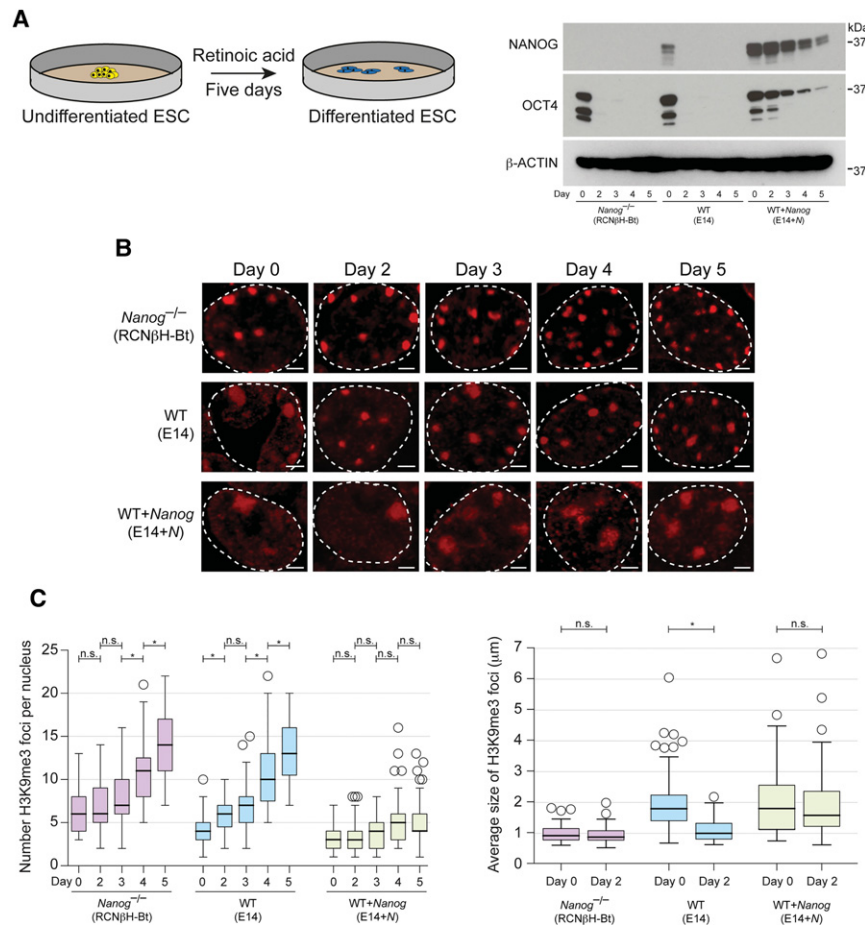 A
Retinoic acid
Five days
Undifferentiated ESC
Differentiated ESC
kDa
NANOG
37
OCT4
37
β-ACTIN
37
Day 0 2 3 4 5 0 2 3 4 5 0 2 3 4 5
Nanog−/− WT WT+Nanog
(RCNβH-Bt) (E14) (E14+N)
B
Day 0 Day 2 Day 3 Day 4 Day 5
Nanog−/−
(RCNβH-Bt)
WT
(E14)
WT+Nanog
(E14+N)
C
Number H3K9me3 foci per nucleus
25
20
15
10
5
0
n.s. n.s. * * * n.s. * * n.s. n.s. n.s. n.s.
Day 0 2 3 4 5 0 2 3 4 5 0 2 3 4 5
Nanog−/− WT WT+Nanog
(RCNβH-Bt) (E14) (E14+N)
Average size of H3K9me3 foci (μm)
7
6
5
4
3
2
1
0
n.s. * n.s.
Day 0 Day 2 Day 0 Day 2 Day 0 Day 2
Nanog−/− WT WT+Nanog
(RCNβH-Bt) (E14) (E14+N)